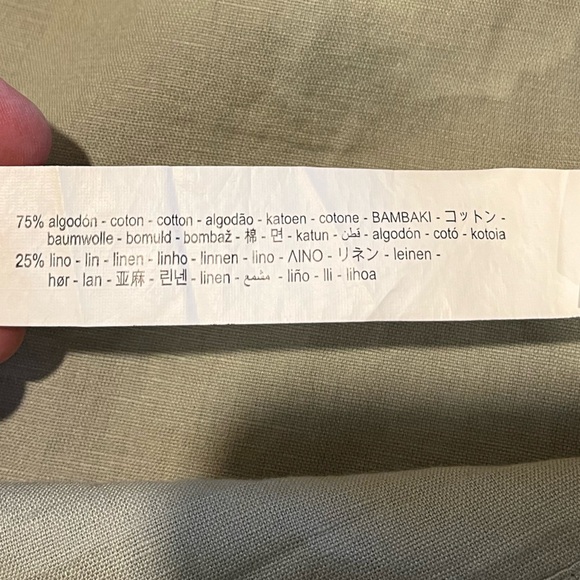 75% algodón - coton - cotton - algodão - katoen - cotone - BAMBAKI - コットン -
baumwolle - bomuld - bombaž - 棉 - 면 - katun - قطن - algodón - cotó - kotoia
25% lino - lin - linen - linho - linnen - lino - ΛΙΝΟ - リネン - leinen -
hør - lan - 亚麻 - 린넨 - linen - مشمع - liño - lli - lihoa